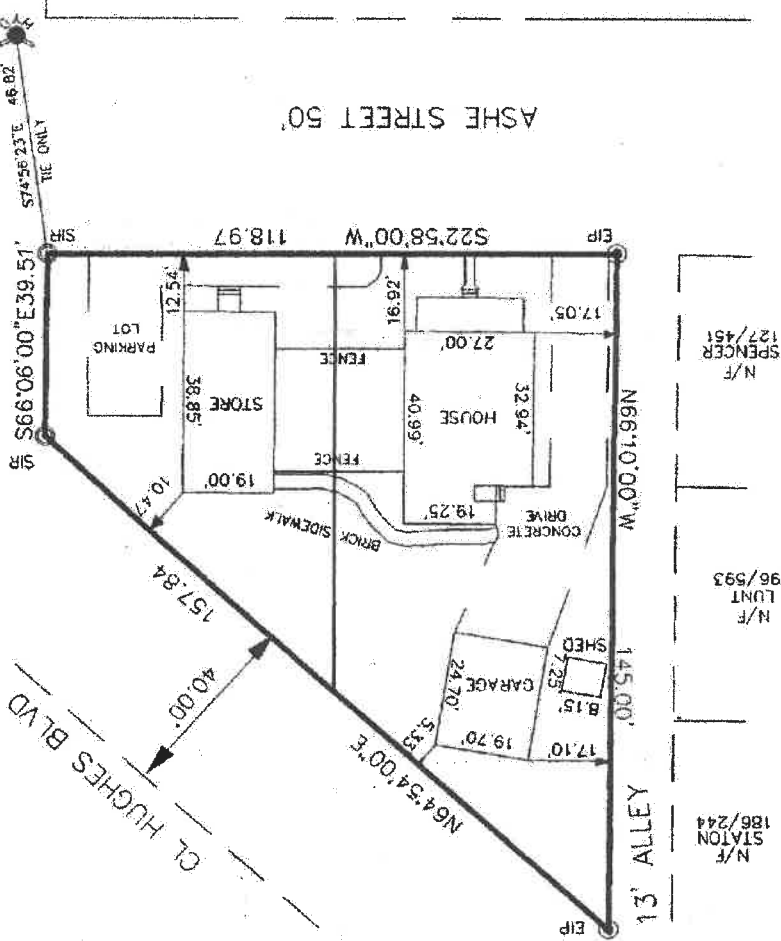 ASHE STREET 50'
S74°56'23"E 46.82'
TIE ONLY
SIR
118.97
S22°58'00"W
EIP
S66°06'00"E 39.51'
SIR
PARKING
LOT
12.54'
38.85'
STORE
19.00'
10.47
FENCE
FENCE
16.92'
27.00'
17.05'
HOUSE
40.99'
32.94'
19.25'
BRICK SIDEWALK
CONCRETE
DRIVE
N66°10'00"W
145.00'
SHED
7.25
8.15'
GARAGE
24.70'
19.70'
17.10'
5.33
157.84
N64°54'00"E
40.00'
CL HUGHES BLVD
EIP
13' ALLEY
N/F
SPENCER
127/451
N/F
LUNT
96/593
N/F
STATON
186/244